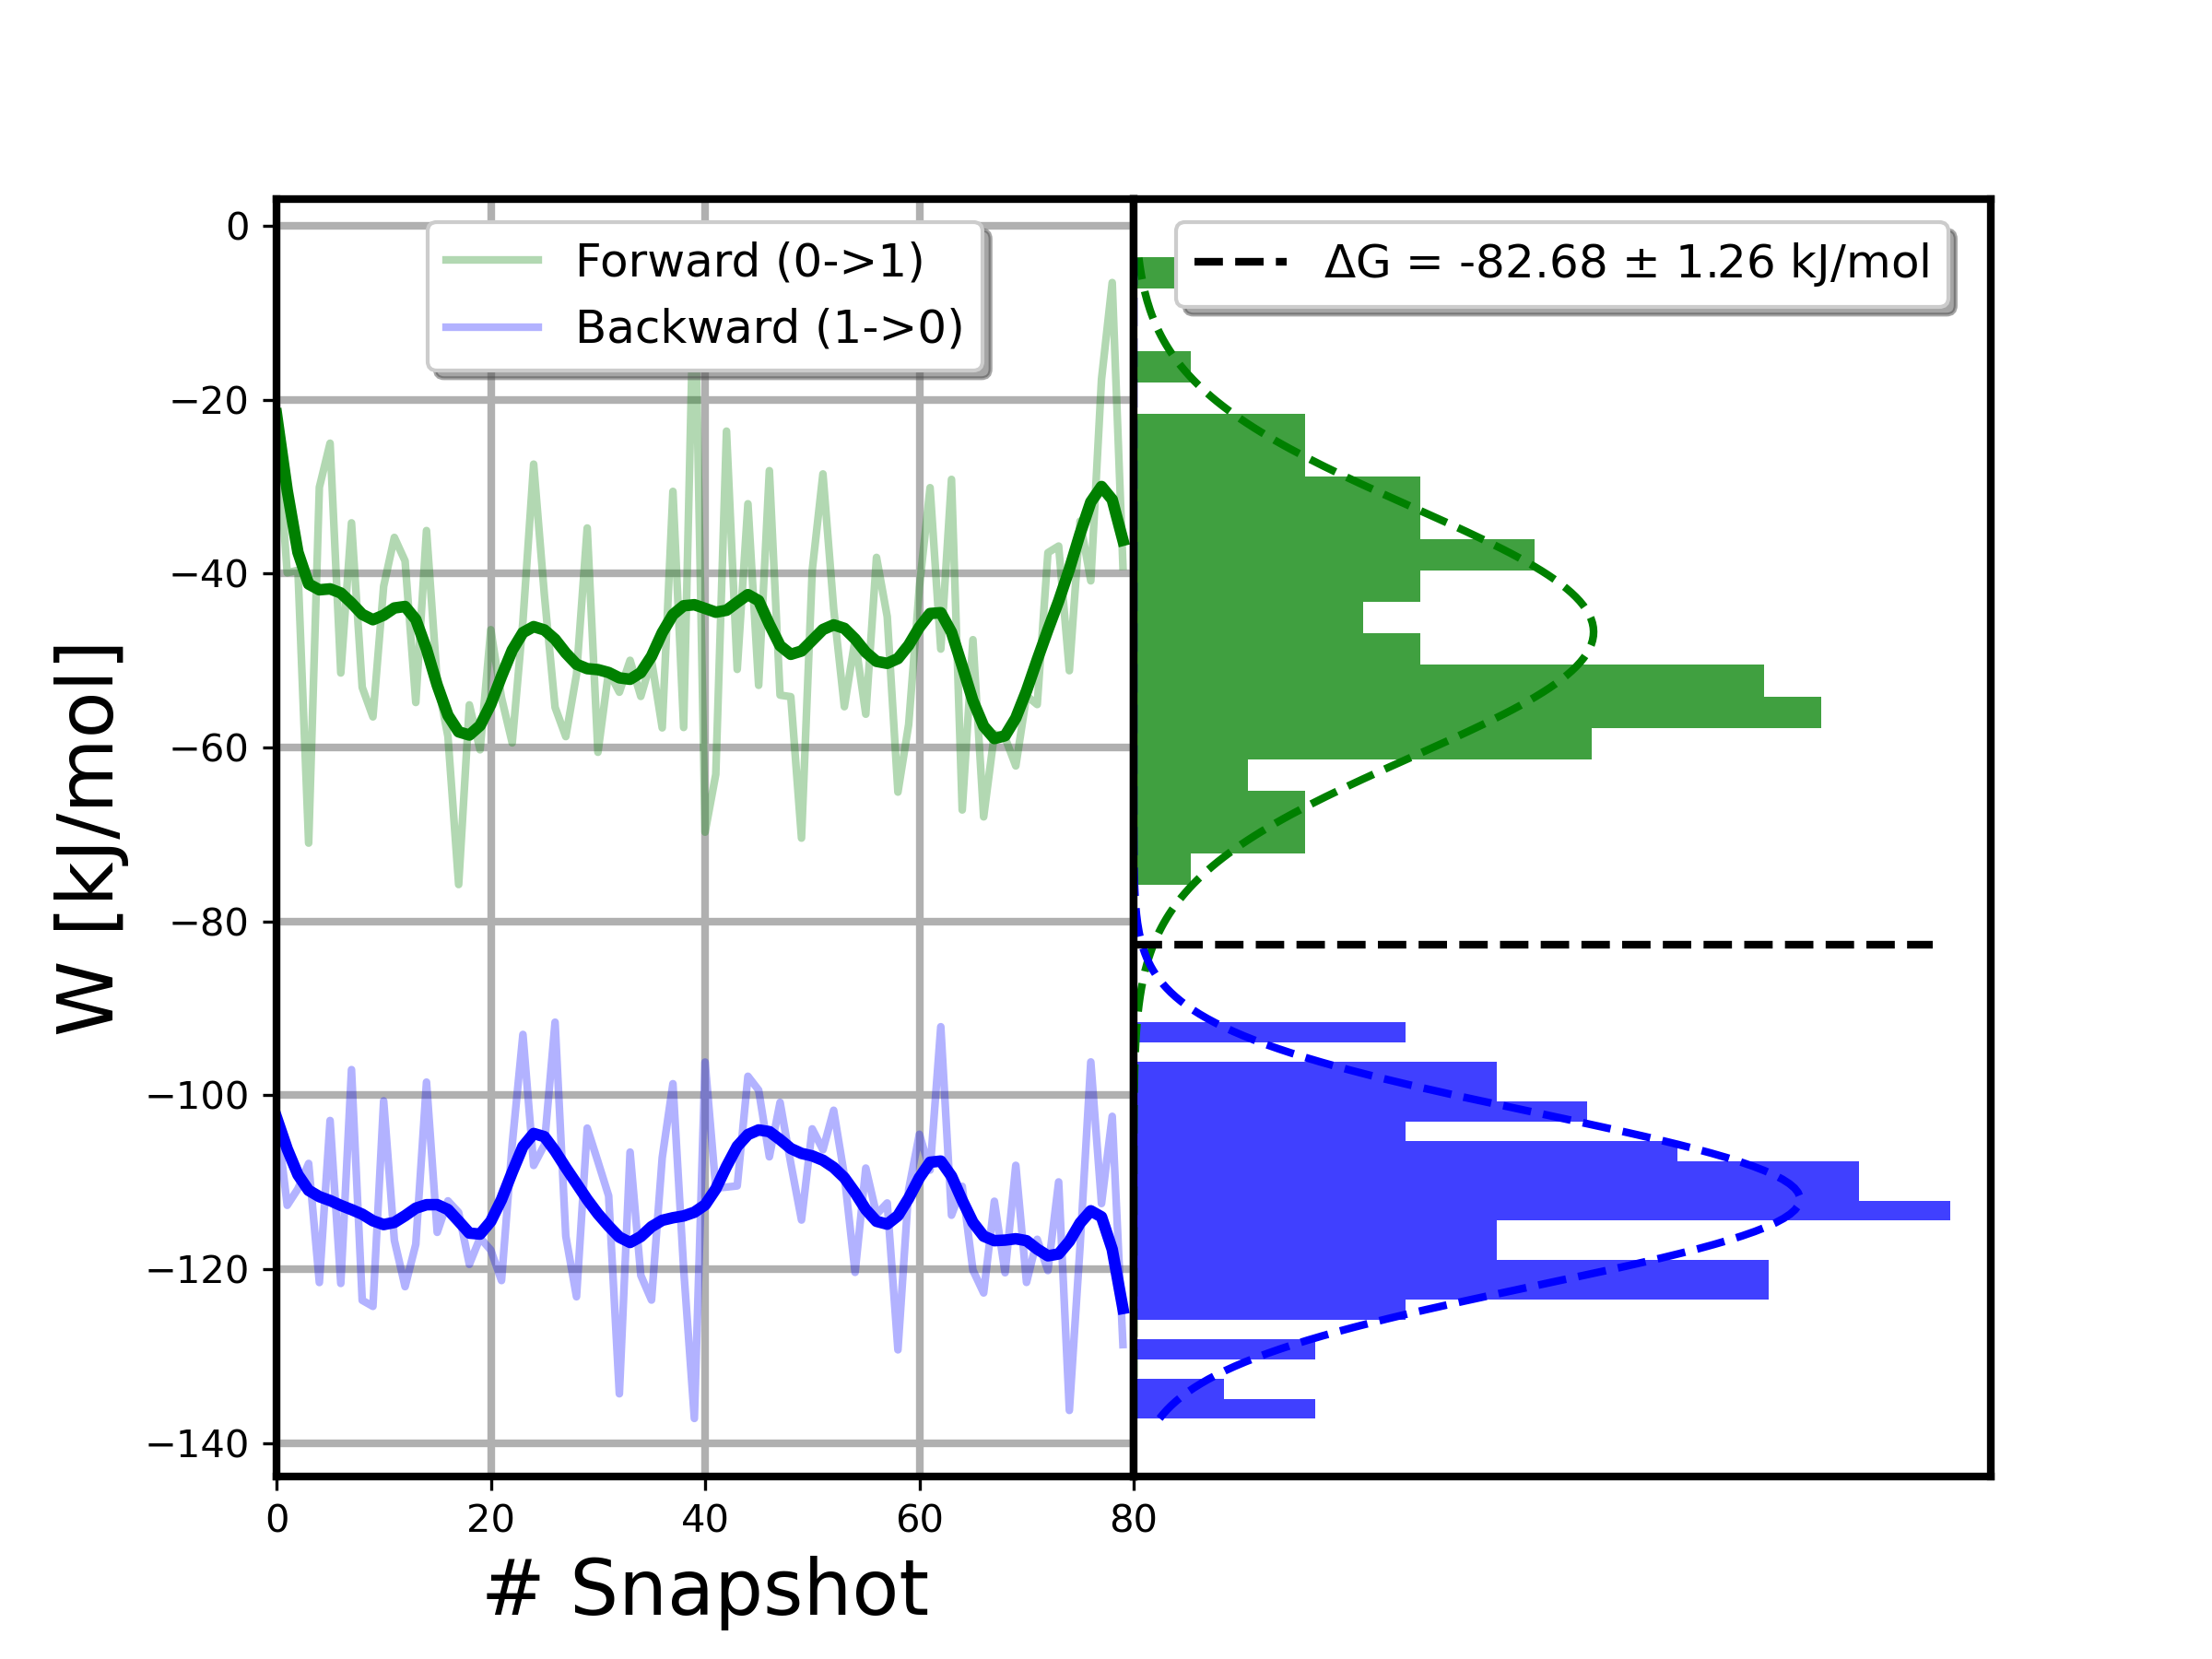 Forward (0->1)
Backward (1->0)
ΔG = -82.68 ± 1.26 kJ/mol
W [kJ/mol]
0
−20
−40
−60
−80
−100
−120
−140
0 20 40 60 80
# Snapshot